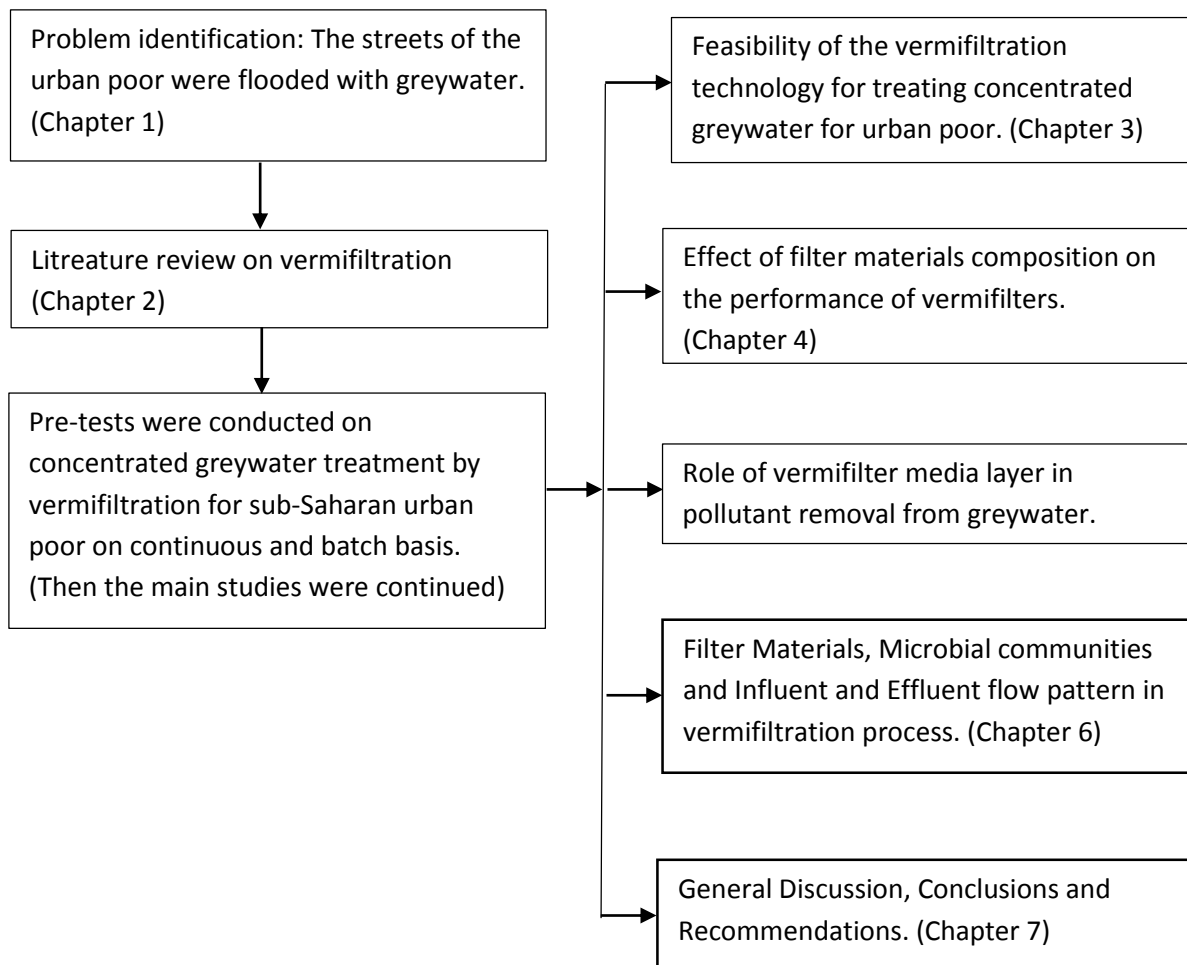 Problem identification: The streets of the
urban poor were flooded with greywater.
(Chapter 1)
Litreature review on vermifiltration
(Chapter 2)
Pre-tests were conducted on
concentrated greywater treatment by
vermifiltration for sub-Saharan urban
poor on continuous and batch basis.
(Then the main studies were continued)
Feasibility of the vermifiltration
technology for treating concentrated
greywater for urban poor. (Chapter 3)
Effect of filter materials composition on
the performance of vermifilters.
(Chapter 4)
Role of vermifilter media layer in
pollutant removal from greywater.
Filter Materials, Microbial communities
and Influent and Effluent flow pattern in
vermifiltration process. (Chapter 6)
General Discussion, Conclusions and
Recommendations. (Chapter 7)